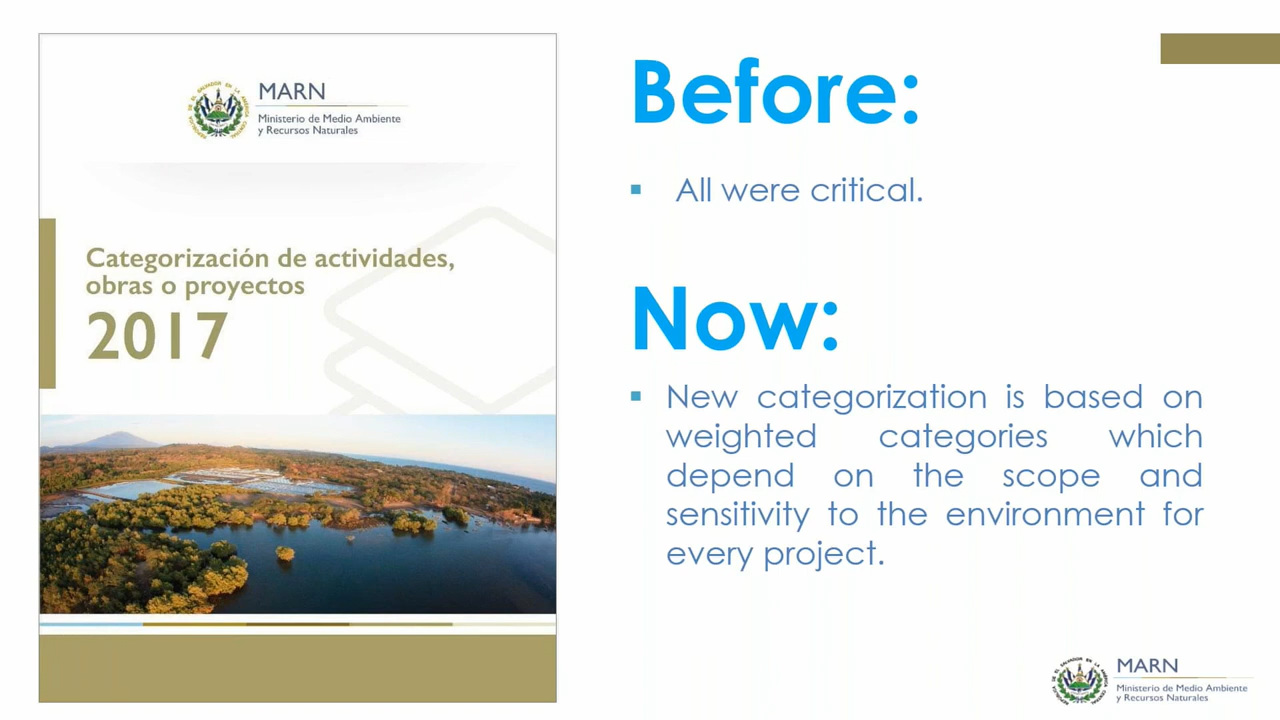 MARN
Ministerio de Medio Ambiente
y Recursos Naturales
Categorización de actividades,
obras o proyectos
2017
Before:
▪ All were critical.
Now:
▪ New categorization is based on
weighted categories which
depend on the scope and
sensitivity to the environment for
every project.
MARN
Ministerio de Medio Ambiente
y Recursos Naturales